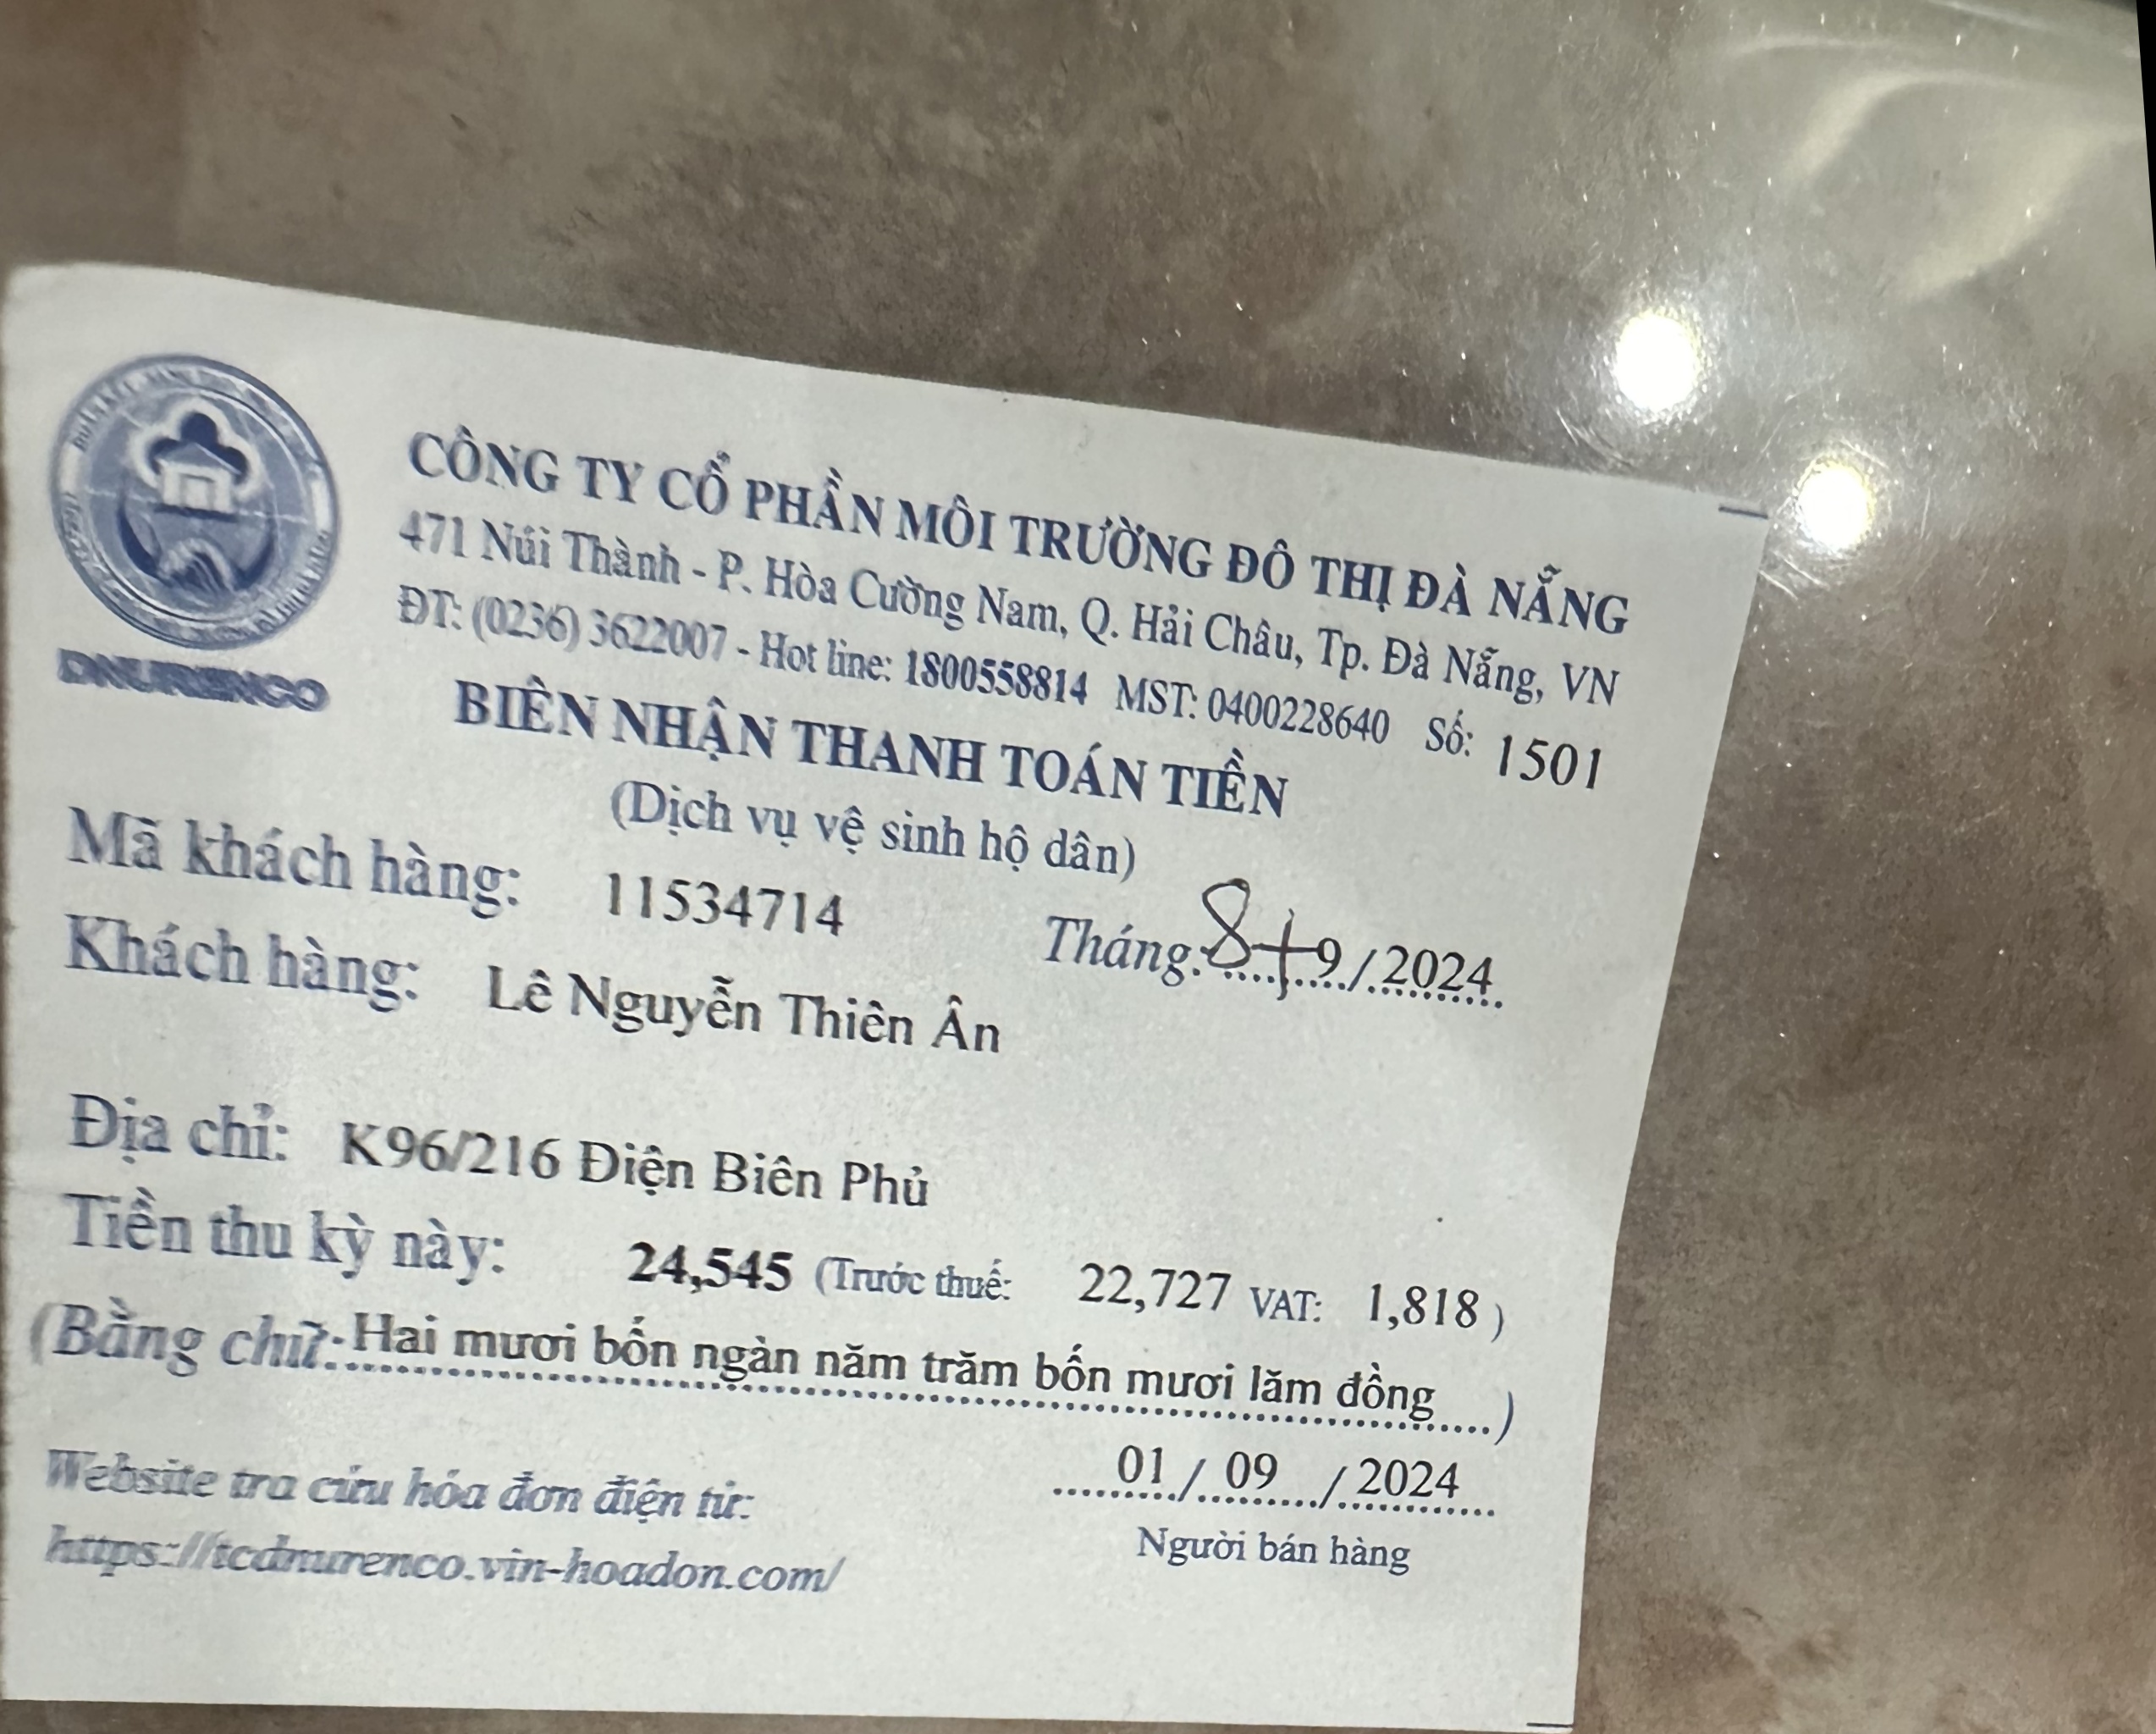 CÔNG TY CỔ PHẦN MÔI TRƯỜNG ĐÔ THỊ ĐÀ NẴNG
471 Núi Thành - P. Hòa Cường Nam, Q. Hải Châu, Tp. Đà Nẵng, VN
ĐT: (0236) 3622007 - Hot line: 1800558814 MST: 0400228640 Số: 1501
DNURENCO
BIÊN NHẬN THANH TOÁN TIỀN
(Dịch vụ vệ sinh hộ dân)
Mã khách hàng: 11534714
Tháng 8+9/2024
Khách hàng: Lê Nguyễn Thiên Ân
Địa chỉ: K96/216 Điện Biên Phủ
Tiền thu kỳ này: 24,545 (Trước thuế: 22,727 VAT: 1,818)
(Bằng chữ: Hai mươi bốn ngàn năm trăm bốn mươi lăm đồng)
01/09/2024
Website tra cứu hóa đơn điện tử:
Người bán hàng
https://tcdnurenco.vin-hoadon.com/